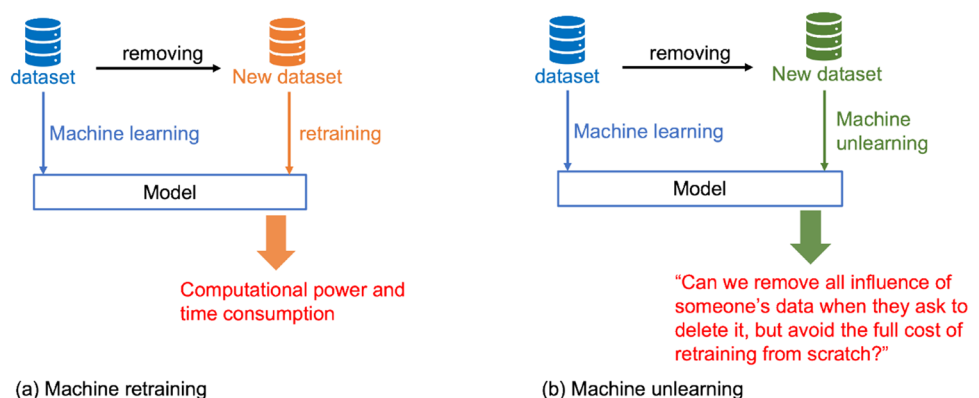 removing
dataset
New dataset
Machine learning
retraining
Model
Computational power and
time consumption
(a) Machine retraining
removing
dataset
New dataset
Machine learning
Machine
unlearning
Model
“Can we remove all influence of
someone’s data when they ask to
delete it, but avoid the full cost of
retraining from scratch?”
(b) Machine unlearning